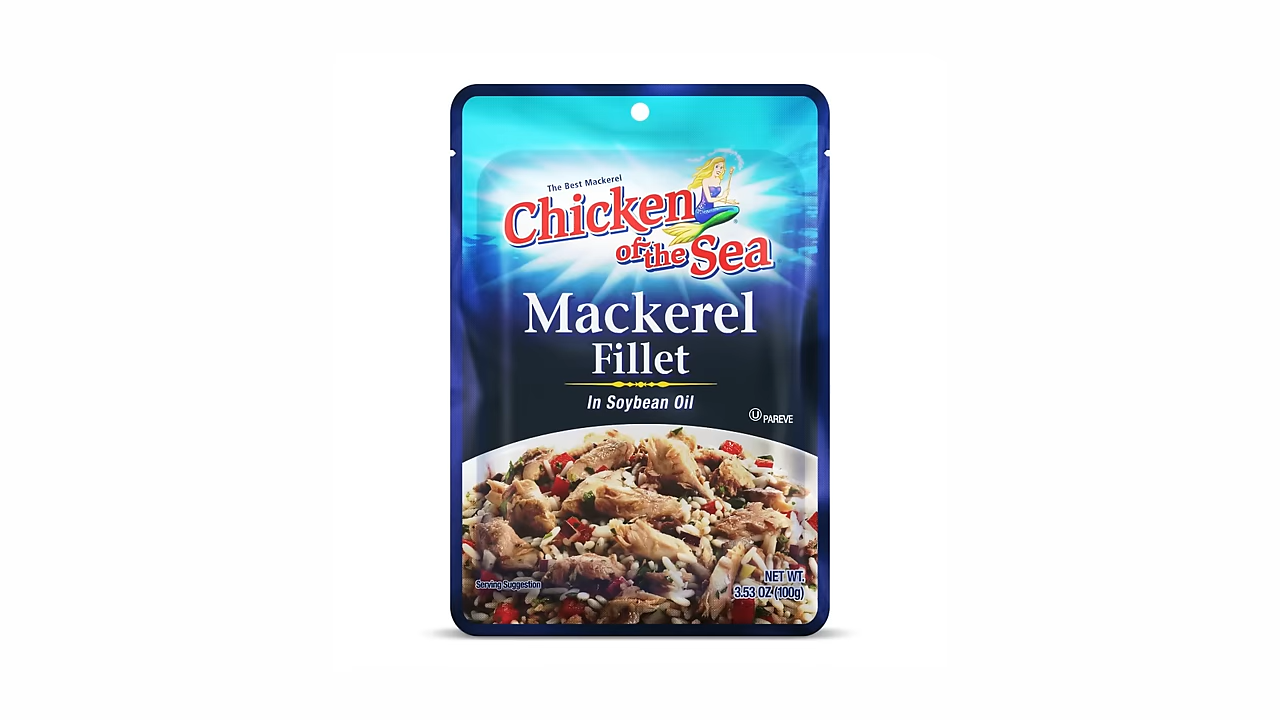 The Best Mackerel
Chicken
of the Sea
®
Mackerel
Fillet
In Soybean Oil
Ⓤ PAREVE
Serving Suggestion
NET WT.
3.53 OZ (100g)